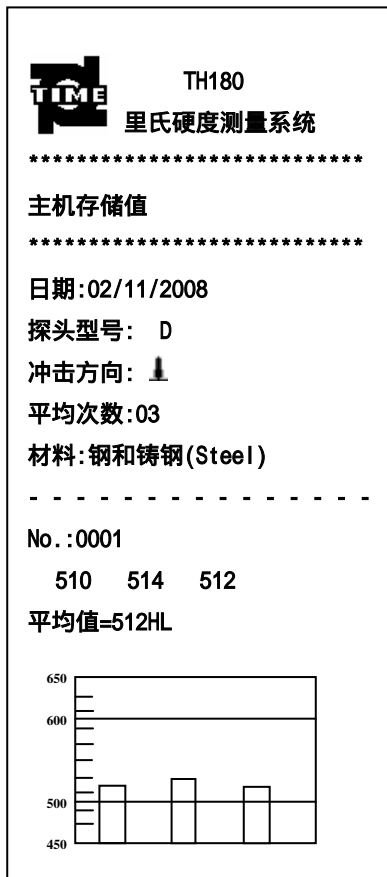 TIME
TH180
里氏硬度测量系统
****************************
主机存储值
****************************
日期:02/11/2008
探头型号: D
冲击方向:
平均次数:03
材料:钢和铸钢(Steel)
- - - - - - - - - - - - - - -
No.:0001
510 514 512
平均值=512HL
650
600
500
450